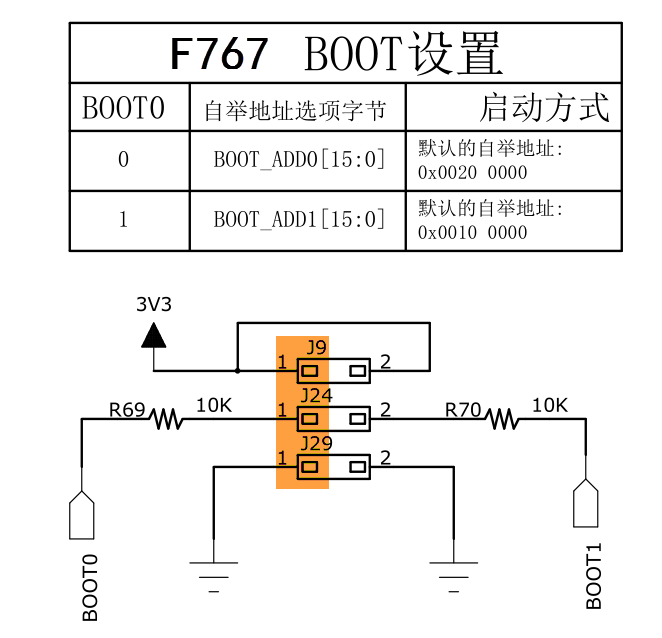 F767 BOOT设置
BOOT0 自举地址选项字节 启动方式
0 BOOT_ADD0[15:0] 默认的自举地址:
0x0020 0000
1 BOOT_ADD1[15:0] 默认的自举地址:
0x0010 0000
3V3
J9
1 2
J24
R69 10K 1 2 R70 10K
J29
1 2
BOOT0
BOOT1